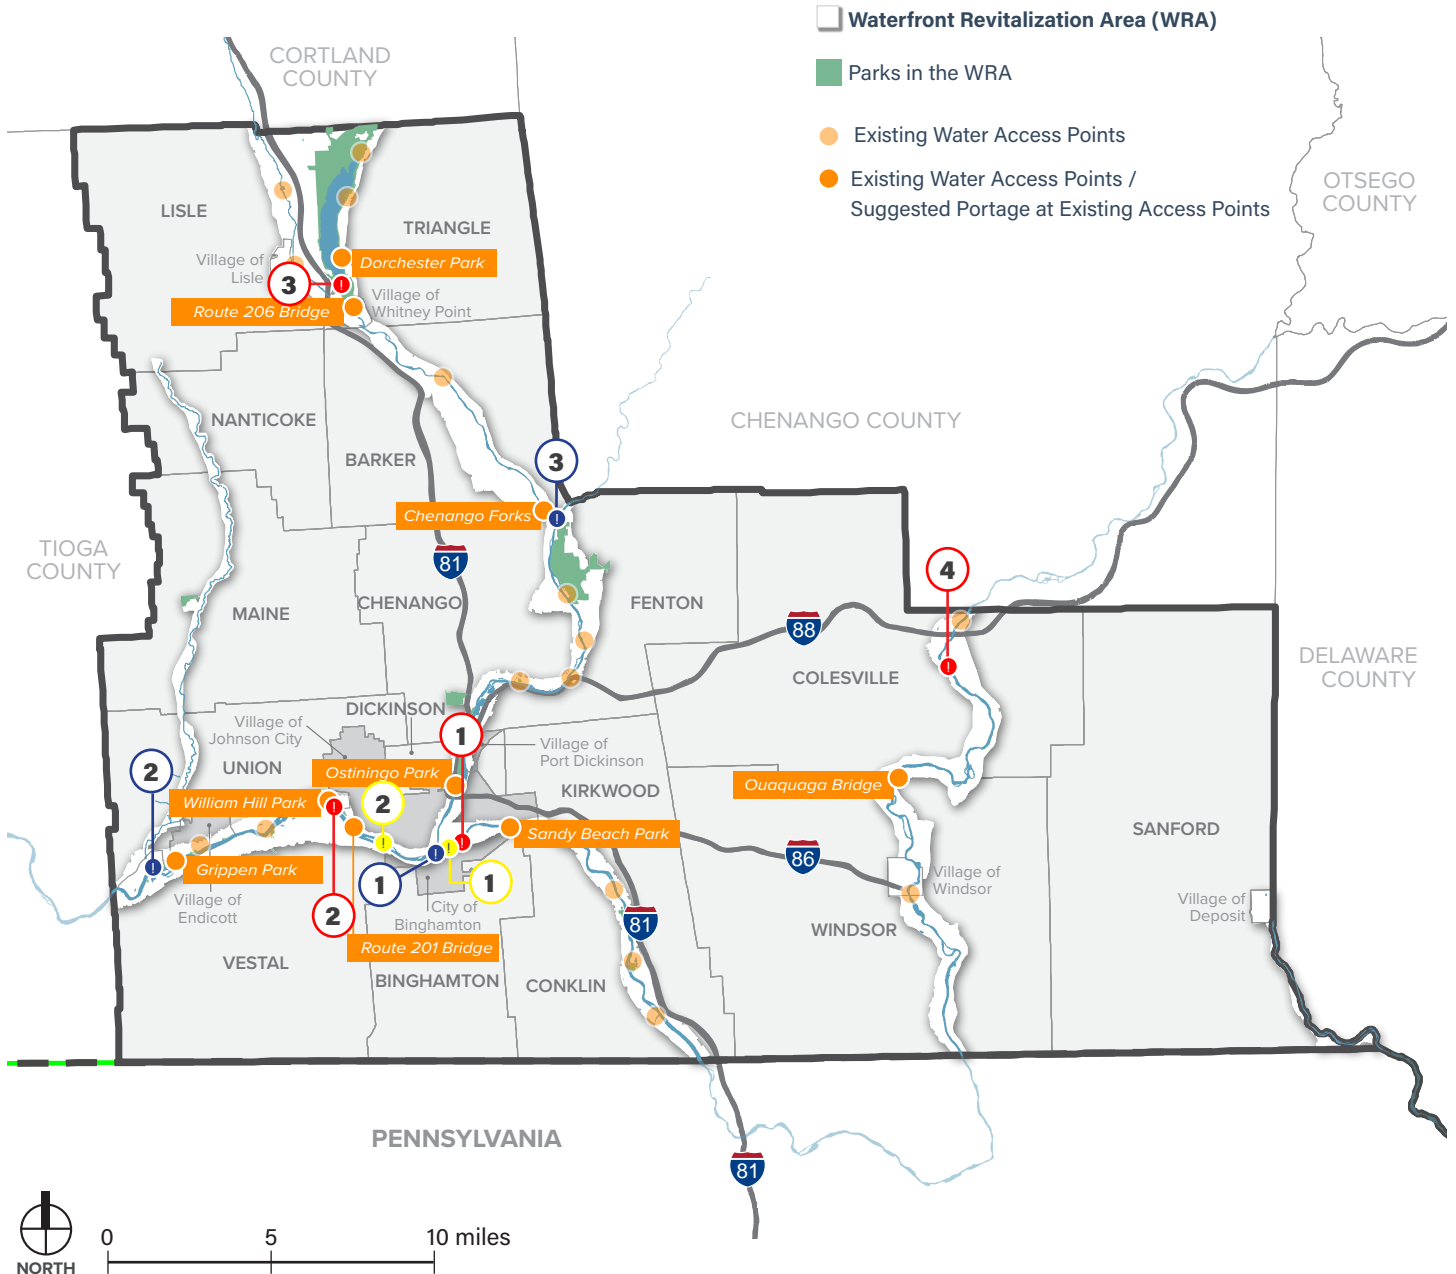 Waterfront Revitalization Area (WRA)
Parks in the WRA
Existing Water Access Points
Existing Water Access Points /
Suggested Portage at Existing Access Points
CORTLAND
COUNTY
OTSEGO
COUNTY
LISLE
TRIANGLE
Village of
Lisle
Dorchester Park
3
Village of
Whitney Point
Route 206 Bridge
NANTICOKE
CHENANGO COUNTY
BARKER
3
Chenango Forks
TIOGA
COUNTY
81
4
MAINE
CHENANGO
FENTON
88
DELAWARE
COUNTY
COLESVILLE
DICKINSON
Village of
Johnson City
1
Village of
Port Dickinson
2
UNION
Ostiningo Park
KIRKWOOD
Ouaquaga Bridge
William Hill Park
2
Sandy Beach Park
SANFORD
86
Grippen Park
1
1
Village of
Windsor
Village of
Endicott
2
City of
Binghamton
81
Village of
Deposit
WINDSOR
Route 201 Bridge
VESTAL
BINGHAMTON
CONKLIN
PENNSYLVANIA
81
0
5
10 miles
NORTH
!
!
!
!
!
!
!
!
!